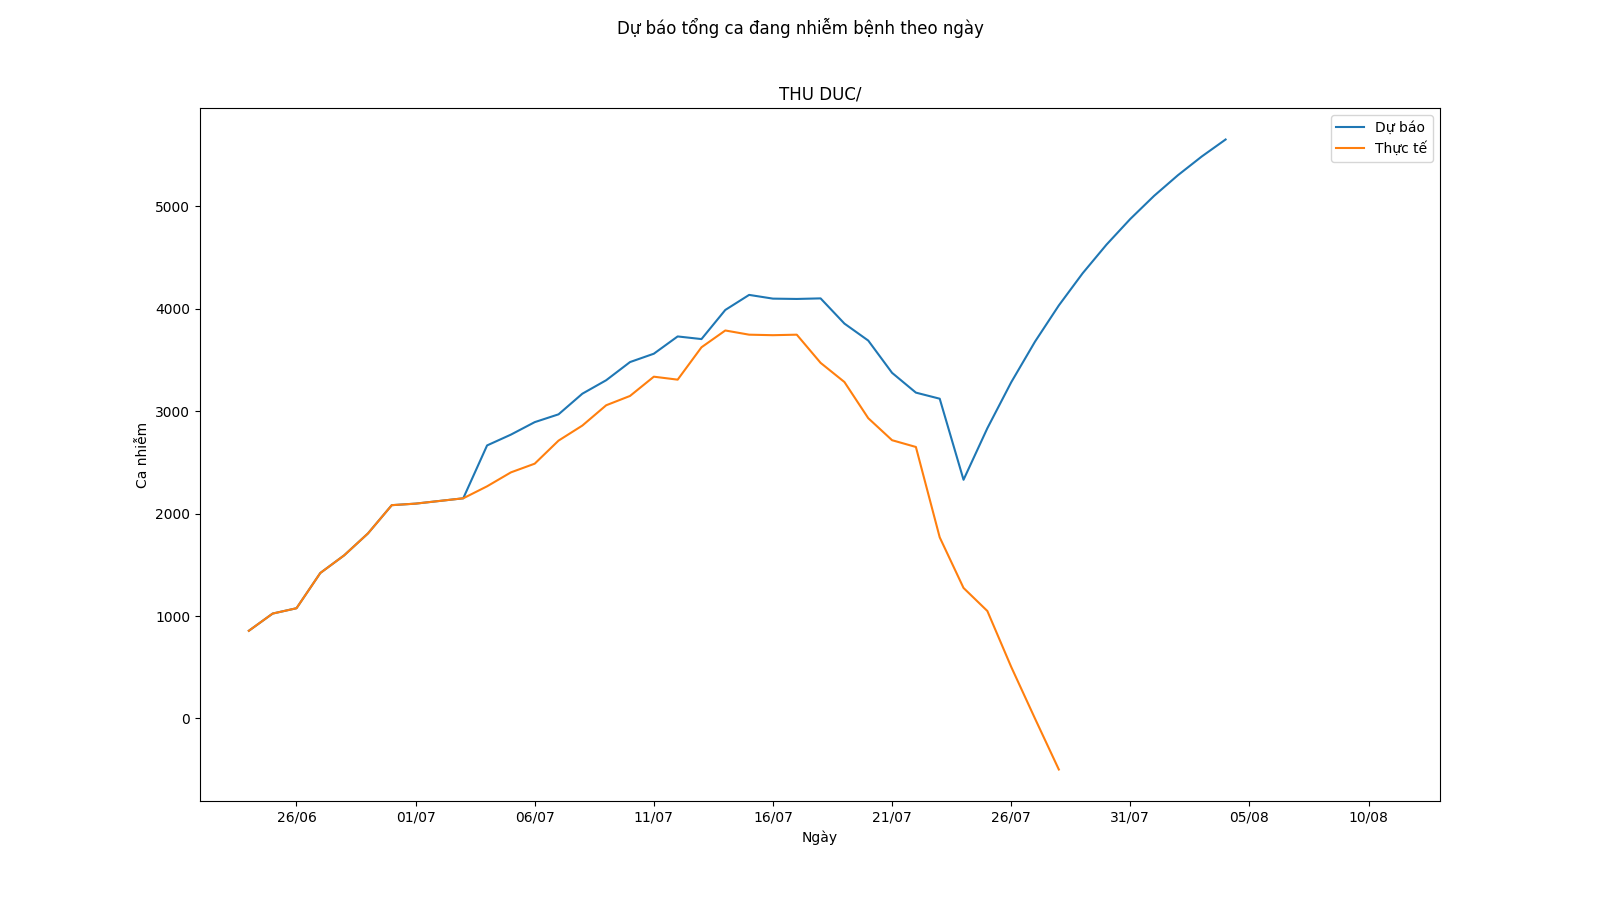 Dự báo tổng ca đang nhiễm bệnh theo ngày
THU DUC/
Dự báo
Thực tế
5000
4000
3000
2000
1000
0
Ca nhiễm
26/06 01/07 06/07 11/07 16/07 21/07 26/07 31/07 05/08 10/08
Ngày